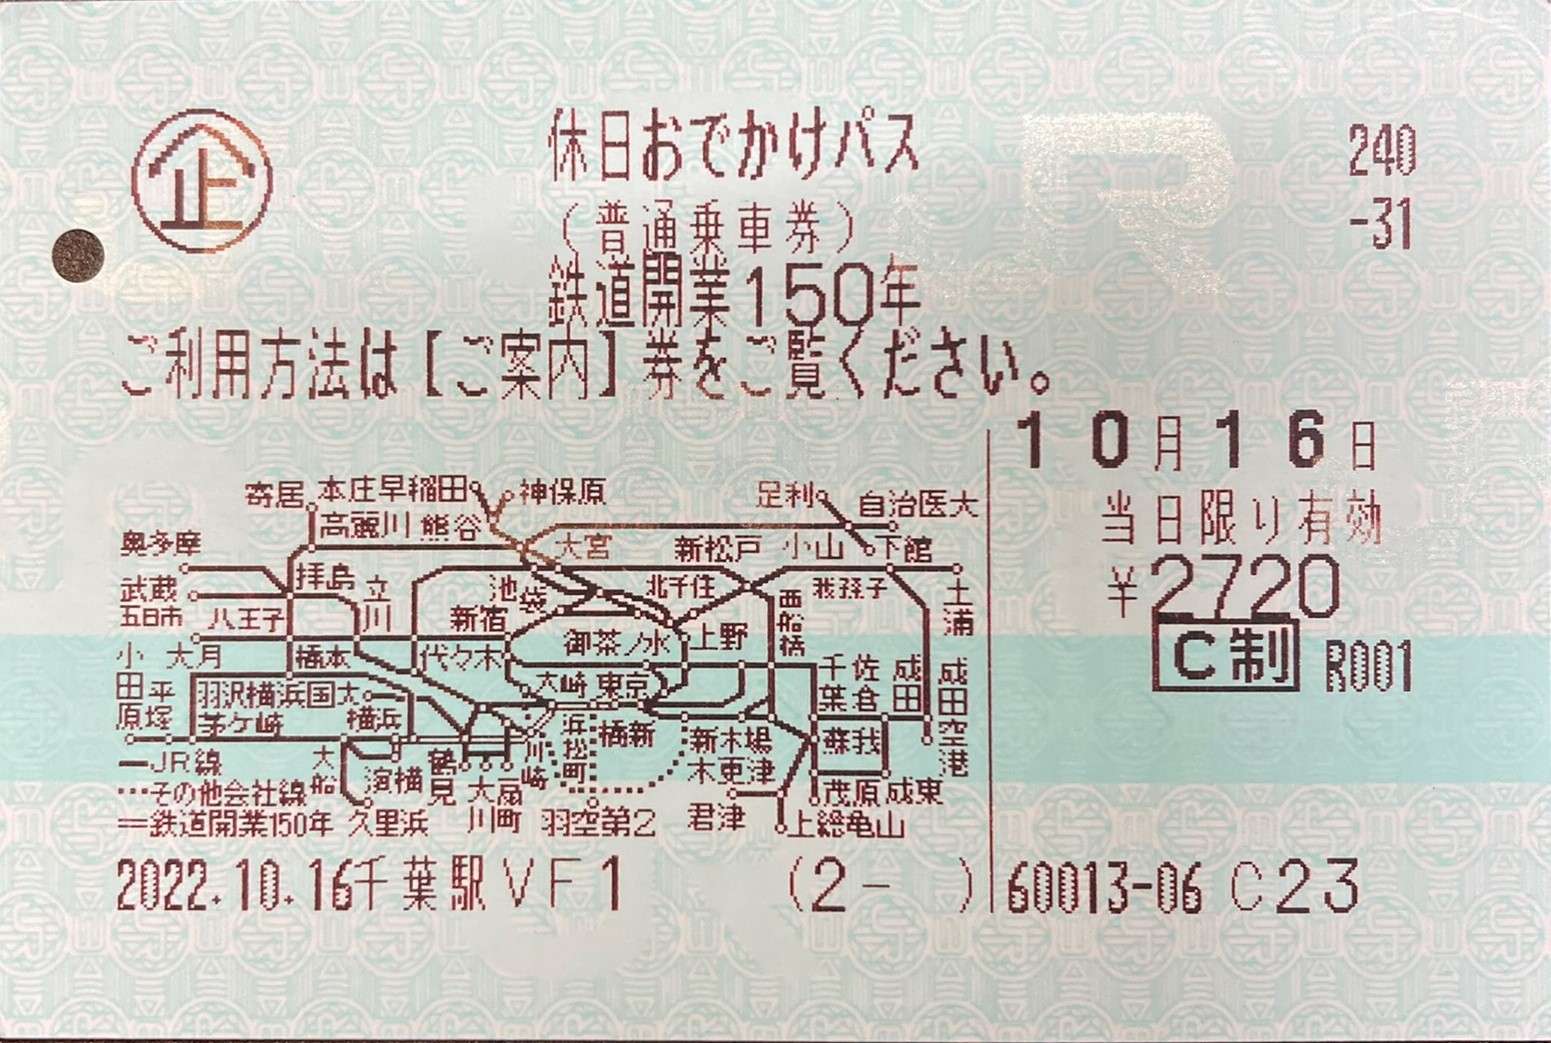 企
休日おでかけパス
(普通乗車券)
鉄道開業150年
ご利用方法は【ご案内】券をご覧ください。
240
-31
10月16日
当日限り有効
¥2720
C制 R001
寄居 本庄早稲田 神保原 足利 自治医大
高麗川 熊谷
奥多摩 大宮 新松戸 小山 下館
武蔵五日市 拝島 立川 池袋 北千住 我孫子 土浦
八王子 新宿 西船橋
御茶ノ水 上野
小田原 大月 橋本 代々木 千葉 佐倉 成田 成田空港
平塚 羽沢横浜国大 大崎 東京
茅ケ崎 横浜 浜松町 新橋 新木場 蘇我
—JR線 大船 鶴見 川崎 木更津
…その他会社線 新横浜 大川 扇町 君津 茂原 成東
=鉄道開業150年 久里浜 羽空第2 上総亀山
2022.10.16千葉駅VF1 (2- ) 60013-06 C23